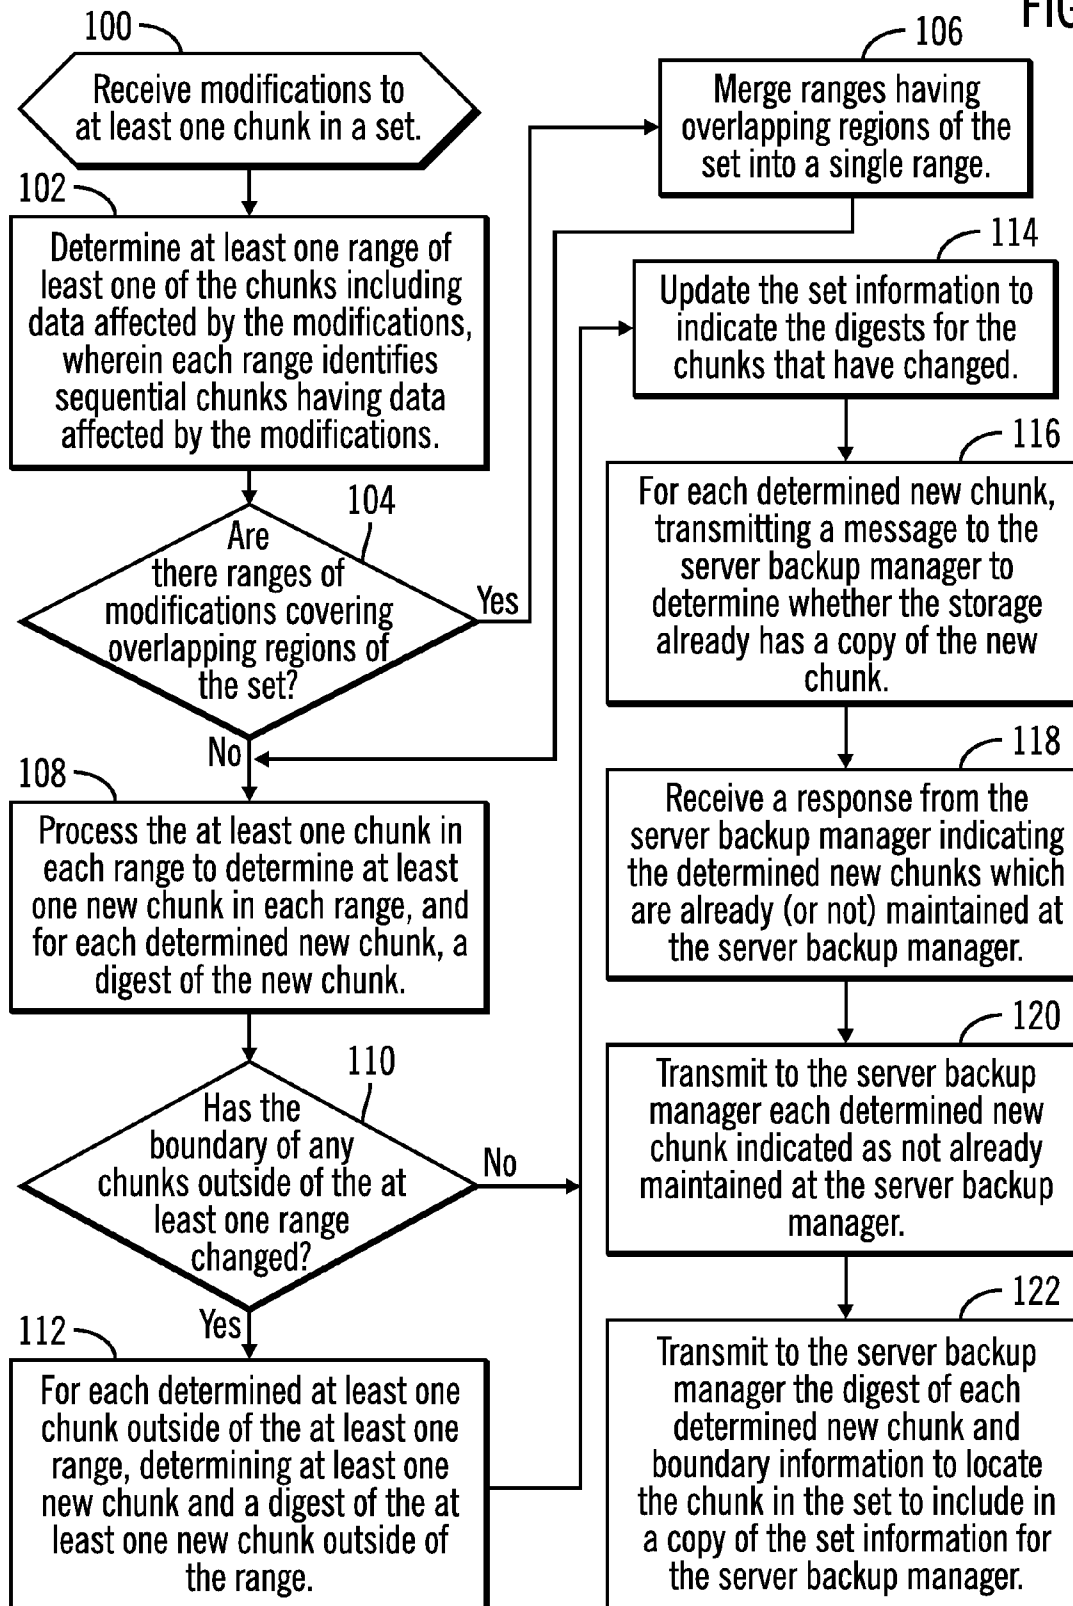 FIG
100
Receive modifications to
at least one chunk in a set.
102
Determine at least one range of
least one of the chunks including
data affected by the modifications,
wherein each range identifies
sequential chunks having data
affected by the modifications.
104
Are
there ranges of
modifications covering
overlapping regions of
the set?
Yes
No
106
Merge ranges having
overlapping regions of the
set into a single range.
108
Process the at least one chunk in
each range to determine at least
one new chunk in each range, and
for each determined new chunk, a
digest of the new chunk.
110
Has the
boundary of any
chunks outside of the at
least one range
changed?
No
Yes
112
For each determined at least one
chunk outside of the at least one
range, determining at least one
new chunk and a digest of the at
least one new chunk outside of
the range.
114
Update the set information to
indicate the digests for the
chunks that have changed.
116
For each determined new chunk,
transmitting a message to the
server backup manager to
determine whether the storage
already has a copy of the new
chunk.
118
Receive a response from the
server backup manager indicating
the determined new chunks which
are already (or not) maintained at
the server backup manager.
120
Transmit to the server backup
manager each determined new
chunk indicated as not already
maintained at the server backup
manager.
122
Transmit to the server backup
manager the digest of each
determined new chunk and
boundary information to locate
the chunk in the set to include in
a copy of the set information for
the server backup manager.